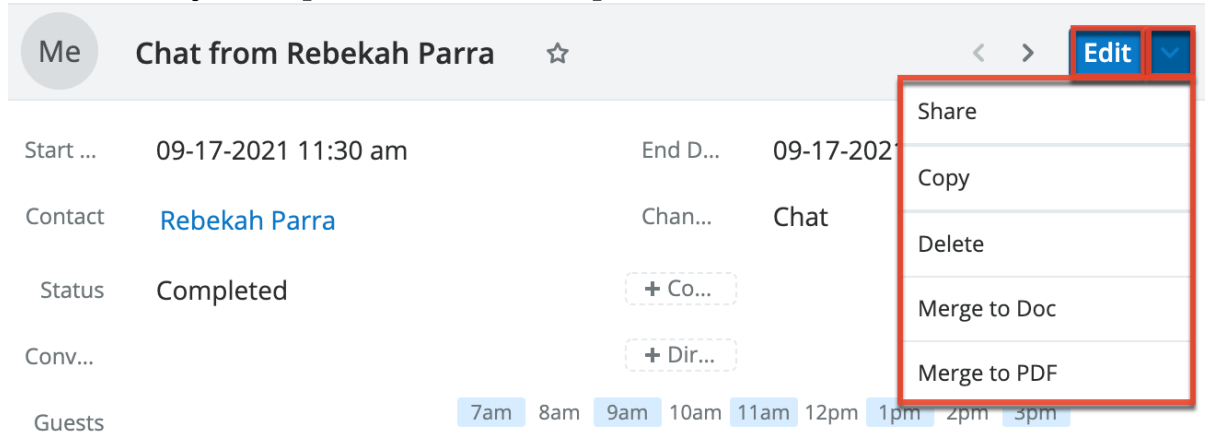 Me Chat from Rebekah Parra Edit
Share
Start ... 09-17-2021 11:30 am End D... 09-17-202
Copy
Contact Rebekah Parra Chan... Chat
Delete
Status Completed + Co...
Merge to Doc
Conv... + Dir...
Merge to PDF
Guests 7am 8am 9am 10am 11am 12pm 1pm 2pm 3pm